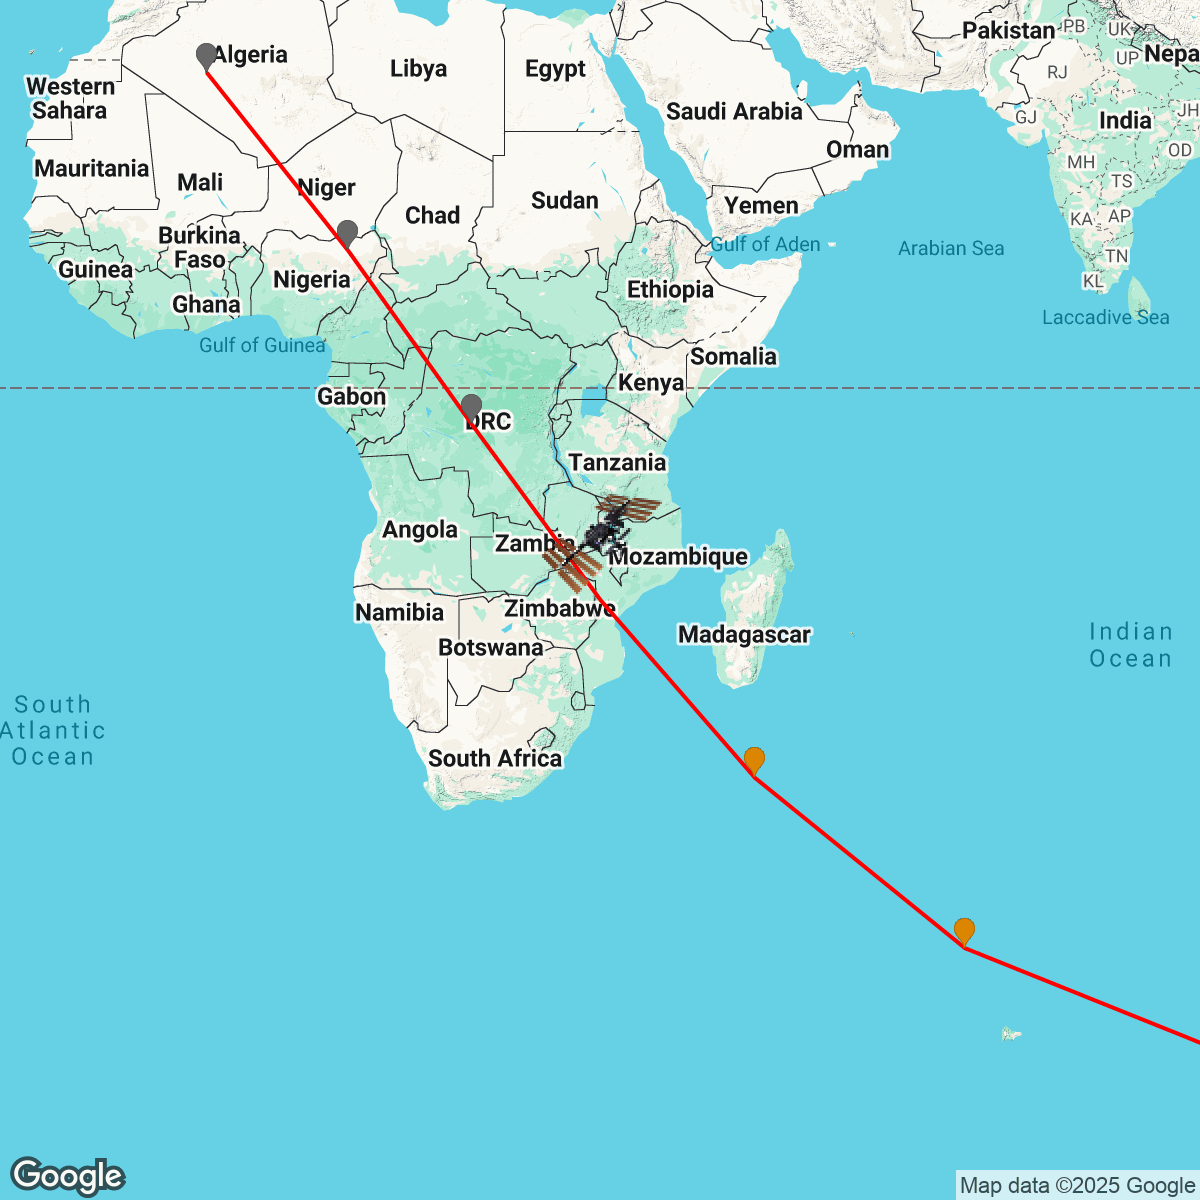 Algeria
Libya
Egypt
Pakistan
PB
UK
Nepa
UP
RJ
Western
Sahara
Saudi Arabia
GJ
India
JH
Oman
OD
Mauritania
Mali
Niger
MH
TS
Chad
Sudan
Yemen
KA
AP
Burkina
Faso
Gulf of Aden
Arabian Sea
TN
Guinea
Nigeria
KL
Ethiopia
Ghana
Laccadive Sea
Gulf of Guinea
Somalia
Kenya
Gabon
DRC
Tanzania
Angola
Zambia
Mozambique
Namibia
Zimbabwe
Madagascar
Indian
Ocean
Botswana
South
Atlantic
Ocean
South Africa
Google
Map data ©2025 Google